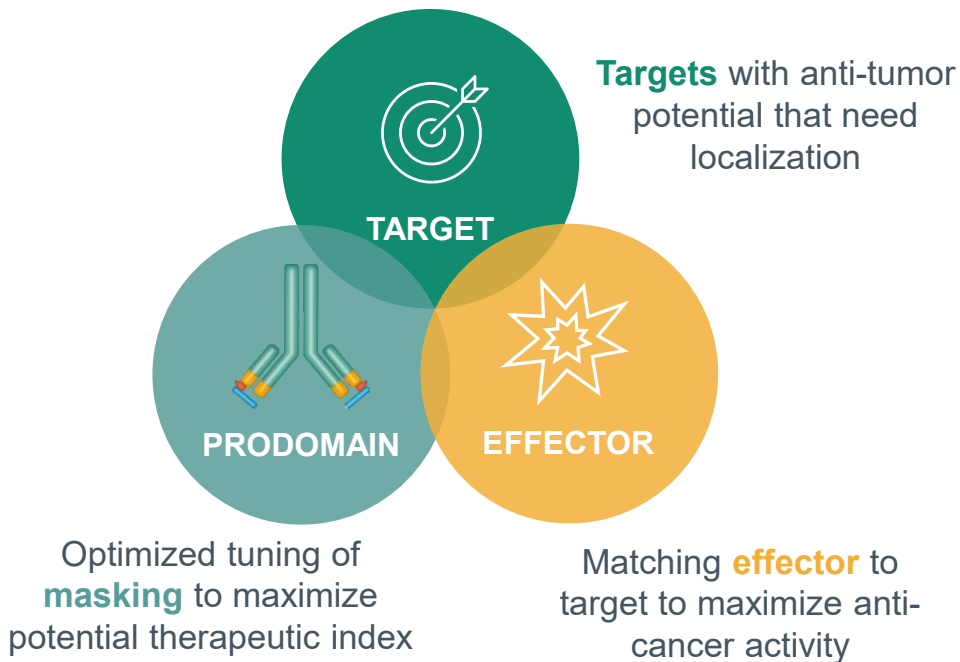 Targets with anti-tumor
potential that need
localization
TARGET
PRODOMAIN
EFFECTOR
Optimized tuning of
masking to maximize
potential therapeutic index
Matching effector to
target to maximize anti-
cancer activity